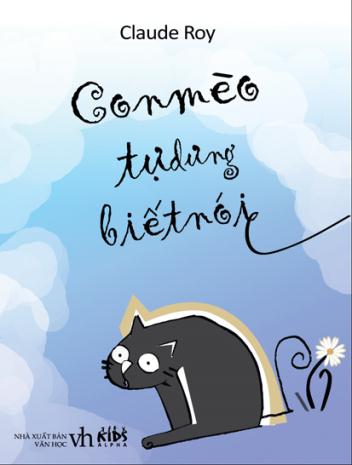 Claude Roy
Con mèo
tự dưng
biết nói
NHÀ XUẤT BẢN
VĂN HỌC
vh
KIDS
ALPHA